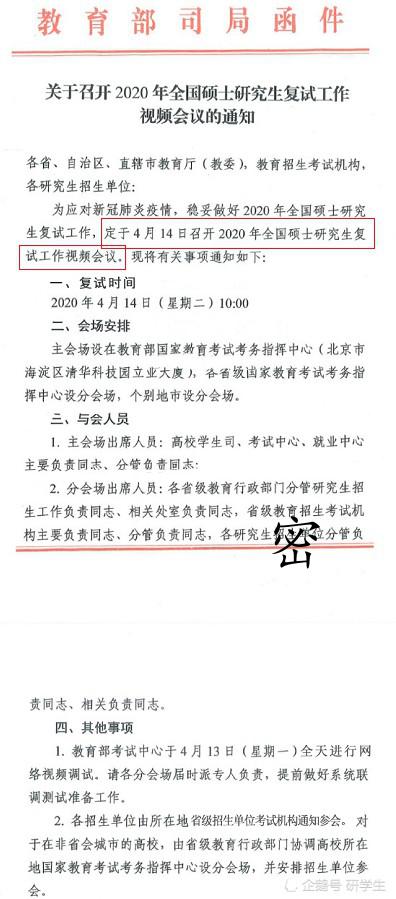 教育部司局函件
关于召开2020年全国硕士研究生复试工作
视频会议的通知
各省、自治区、直辖市教育厅（教委），教育招生考试机构，
各研究生招生单位：
为应对新冠肺炎疫情，稳妥做好2020年全国硕士研究
生复试工作，定于4月14日召开2020年全国硕士研究生复
试工作视频会议。现将有关事项通知如下：
一、复试时间
2020年4月14日（星期二）10:00
二、会场安排
主会场设在教育部国家教育考试考务指挥中心（北京市
海淀区清华科技园立业大厦），各省级国家教育考试考务指
挥中心设分会场，个别地市设分会场。
三、与会人员
1. 主会场出席人员：高校学生司、考试中心、就业中心
主要负责同志、分管负责同志；
2. 分会场出席人员：各省级教育行政部门分管研究生招
生工作负责同志、相关处室负责同志，省级教育招生考试机
构主要负责同志、分管负责同志，各研究生招生单位分管负
密
责同志、相关负责同志。
四、其他事项
1. 教育部考试中心于4月13日（星期一）全天进行网
络视频调试。请各分会场届时派专人负责，提前做好系统联
调测试准备工作。
2. 各招生单位由所在地省级招生单位考试机构通知参会。对
于在非省会城市的高校，由省级教育行政部门协调高校所在
地国家教育考试考务指挥中心设分会场，并安排招生单位参
会。
企鹅号 研学生